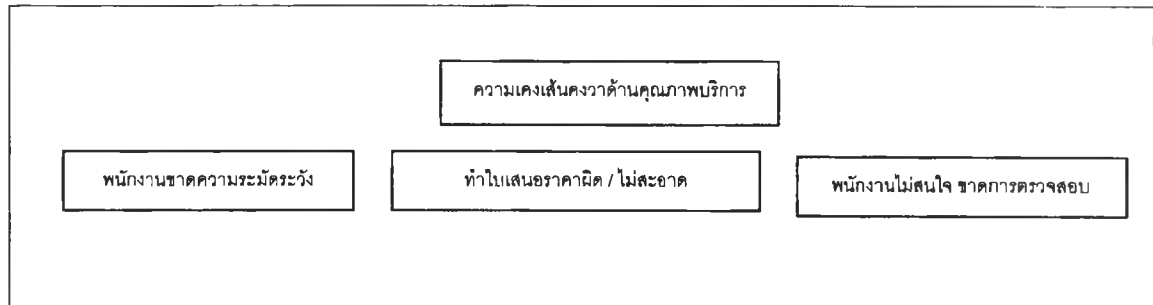 ความเคงเส้นคงวาด้านคุณภาพบริการ
พนักงานขาดความระมัดระวัง
ทำใบเสนอราคาผิด / ไม่สะอาด
พนักงานไม่สนใจ ขาดการตรวจสอบ